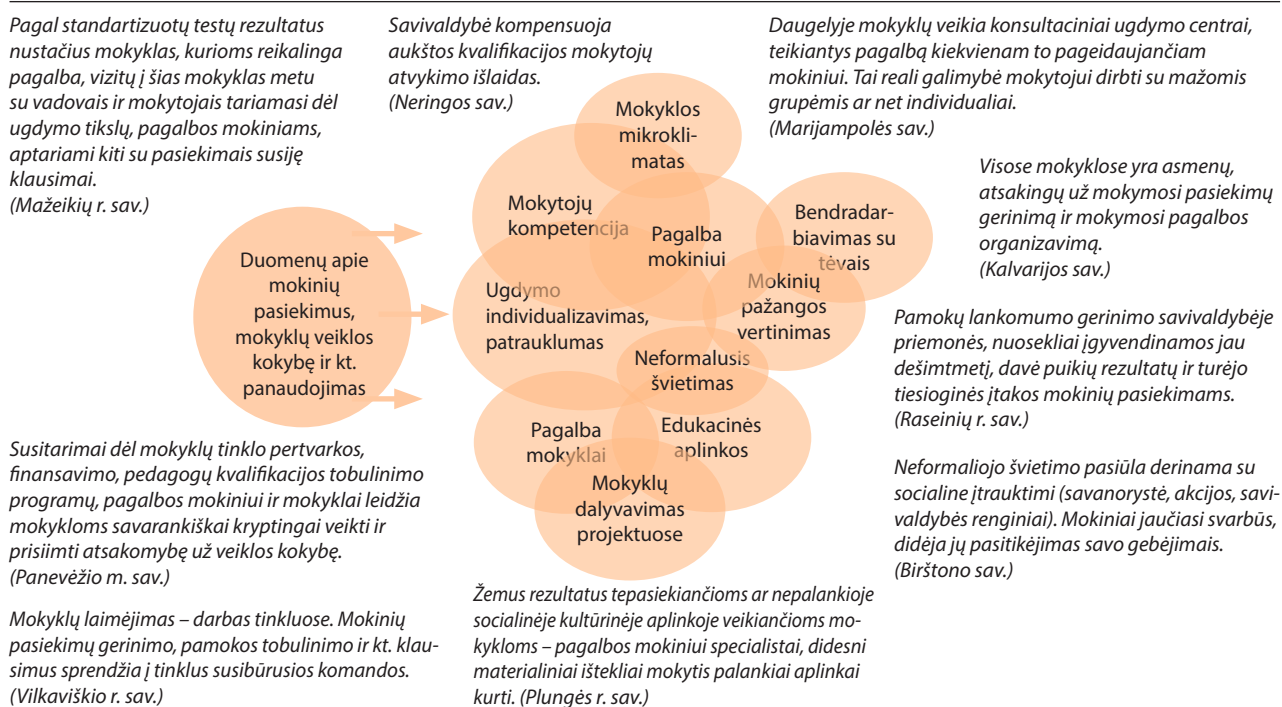 Pagal standartizuotų testų rezultatus
nustačius mokyklas, kurioms reikalinga
pagalba, vizitų į šias mokyklas metu
su vadovais ir mokytojais tariamasi dėl
ugdymo tikslų, pagalbos mokiniams,
aptariami kiti su pasiekimais susiję
klausimai.
(Mažeikių r. sav.)
Savivaldybė kompensuoja
aukštos kvalifikacijos mokytojų
atvykimo išlaidas.
(Neringos sav.)
Daugelyje mokyklų veikia konsultaciniai ugdymo centrai,
teikiantys pagalbą kiekvienam to pageidaujančiam
mokiniui. Tai reali galimybė mokytojui dirbti su mažomis
grupėmis ar net individualiai.
(Marijampolės sav.)
Visose mokyklose yra asmenų,
atsakingų už mokymosi pasiekimų
gerinimą ir mokymosi pagalbos
organizavimą.
(Kalvarijos sav.)
Mokyklos
mikrokli-
matas
Mokytojų
kompetencija
Pagalba
mokiniui
Bendradar-
biavimas su
tėvais
Duomenų apie
mokinių
pasiekimus,
mokyklų veiklos
kokybę ir kt.
panaudojimas
Ugdymo
individualizavimas,
patrauklumas
Mokinių
pažangos
vertinimas
Neformalusis
švietimas
Pagalba
mokyklai
Edukacinės
aplinkos
Mokyklų
dalyvavimas
projektuose
Pamokų lankomumo gerinimo savivaldybėje
priemonės, nuosekliai įgyvendinamos jau
dešimtmetį, davė puikių rezultatų ir turėjo
tiesioginės įtakos mokinių pasiekimams.
(Raseinių r. sav.)
Neformaliojo švietimo pasiūla derinama su
socialine įtrauktimi (savanorystė, akcijos, savi-
valdybės renginiai). Mokiniai jaučiasi svarbūs,
didėja jų pasitikėjimas savo gebėjimais.
(Birštono sav.)
Susitarimai dėl mokyklų tinklo pertvarkos,
finansavimo, pedagogų kvalifikacijos tobulinimo
programų, pagalbos mokiniui ir mokyklai leidžia
mokykloms savarankiškai kryptingai veikti ir
prisiimti atsakomybę už veiklos kokybę.
(Panevėžio m. sav.)
Mokyklų laimėjimas – darbas tinkluose. Mokinių
pasiekimų gerinimo, pamokos tobulinimo ir kt. klau-
simus sprendžia į tinklus susibūrusios komandos.
(Vilkaviškio r. sav.)
Žemus rezultatus tepasiekiančioms ar nepalankioje
socialinėje kultūrinėje aplinkoje veikiančioms mo-
kykloms – pagalbos mokiniui specialistai, didesni
materialiniai ištekliai mokytis palankiai aplinkai
kurti. (Plungės r. sav.)